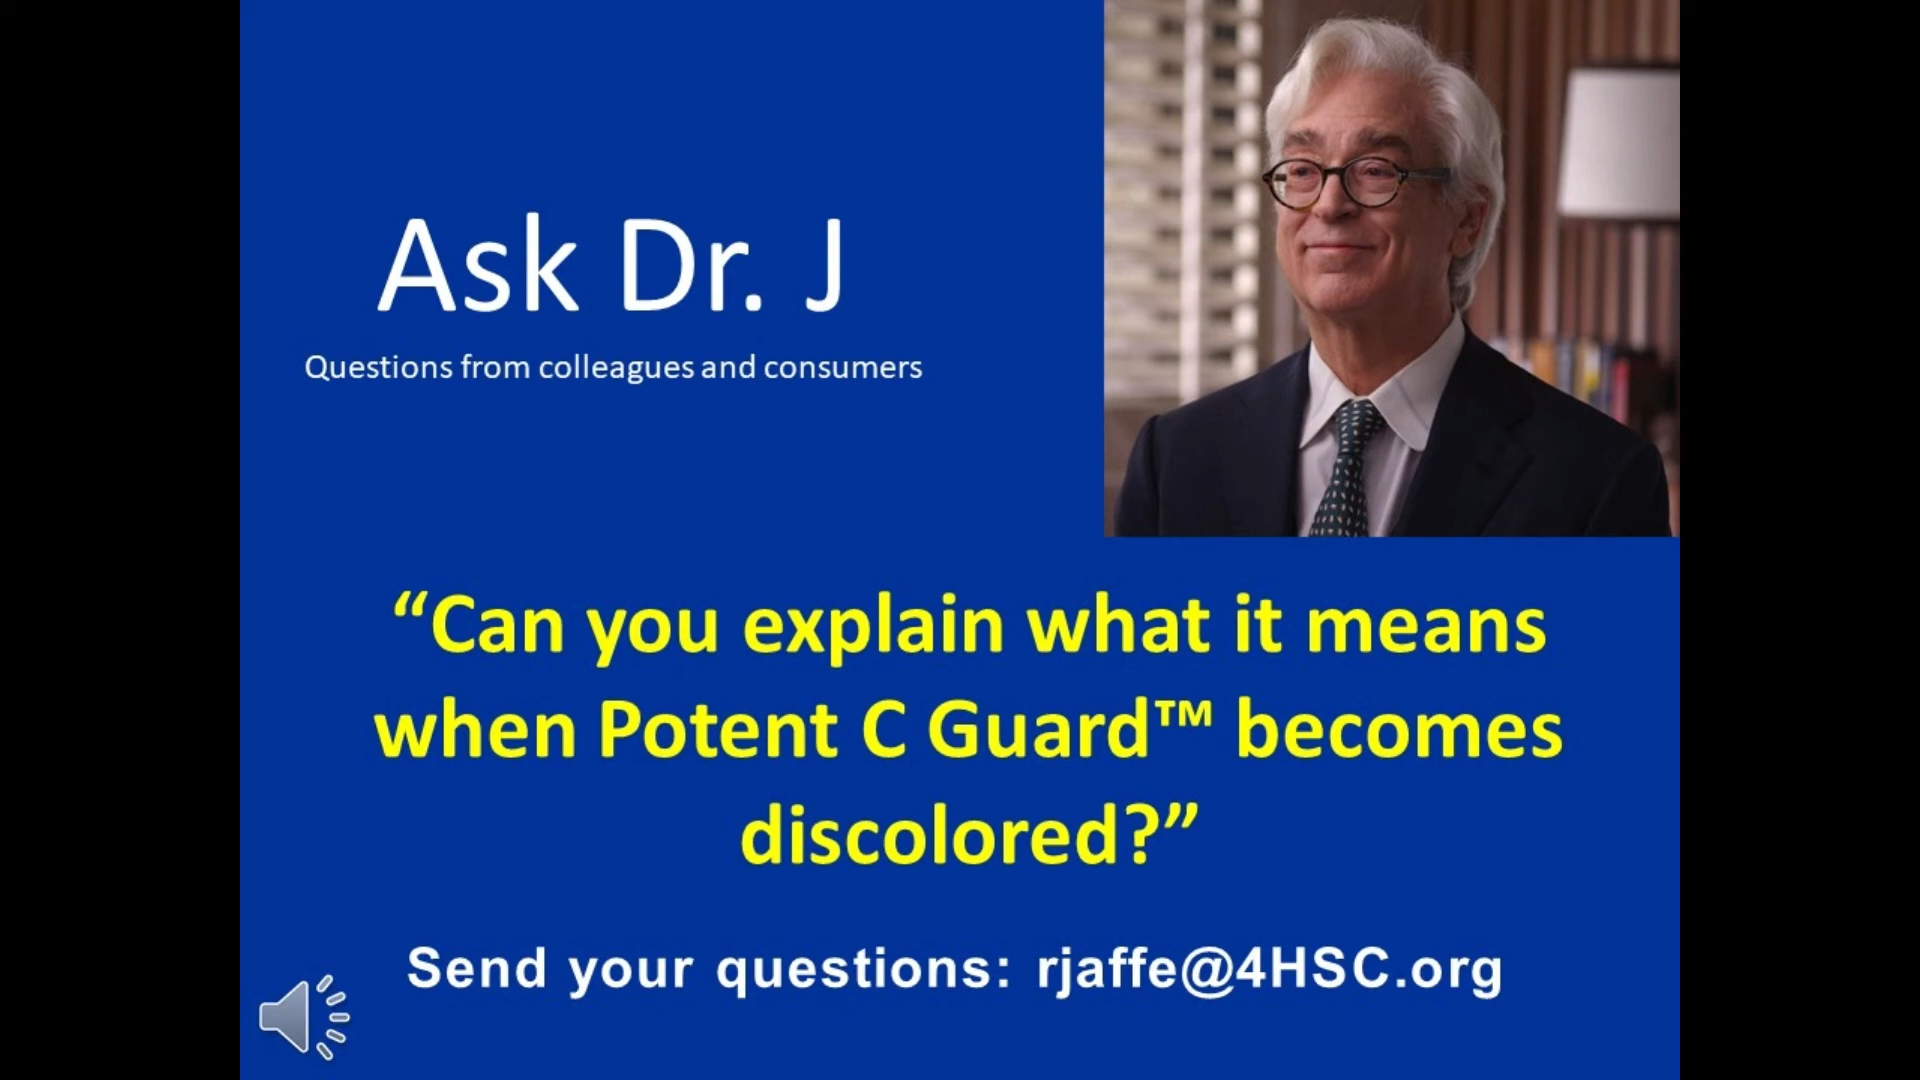 Ask Dr. J
Questions from colleagues and consumers
“Can you explain what it means
when Potent C Guard™ becomes
discolored?”
Send your questions: rjaffe@4HSC.org